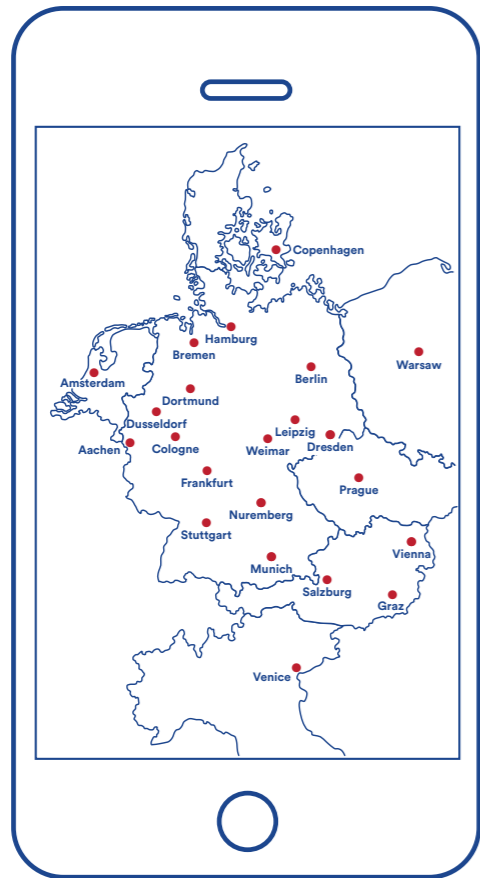 Copenhagen
Hamburg
Bremen
Warsaw
Berlin
Amsterdam
Dortmund
Dusseldorf
Leipzig
Aachen
Cologne
Weimar
Dresden
Frankfurt
Prague
Nuremberg
Stuttgart
Vienna
Munich
Salzburg
Graz
Venice